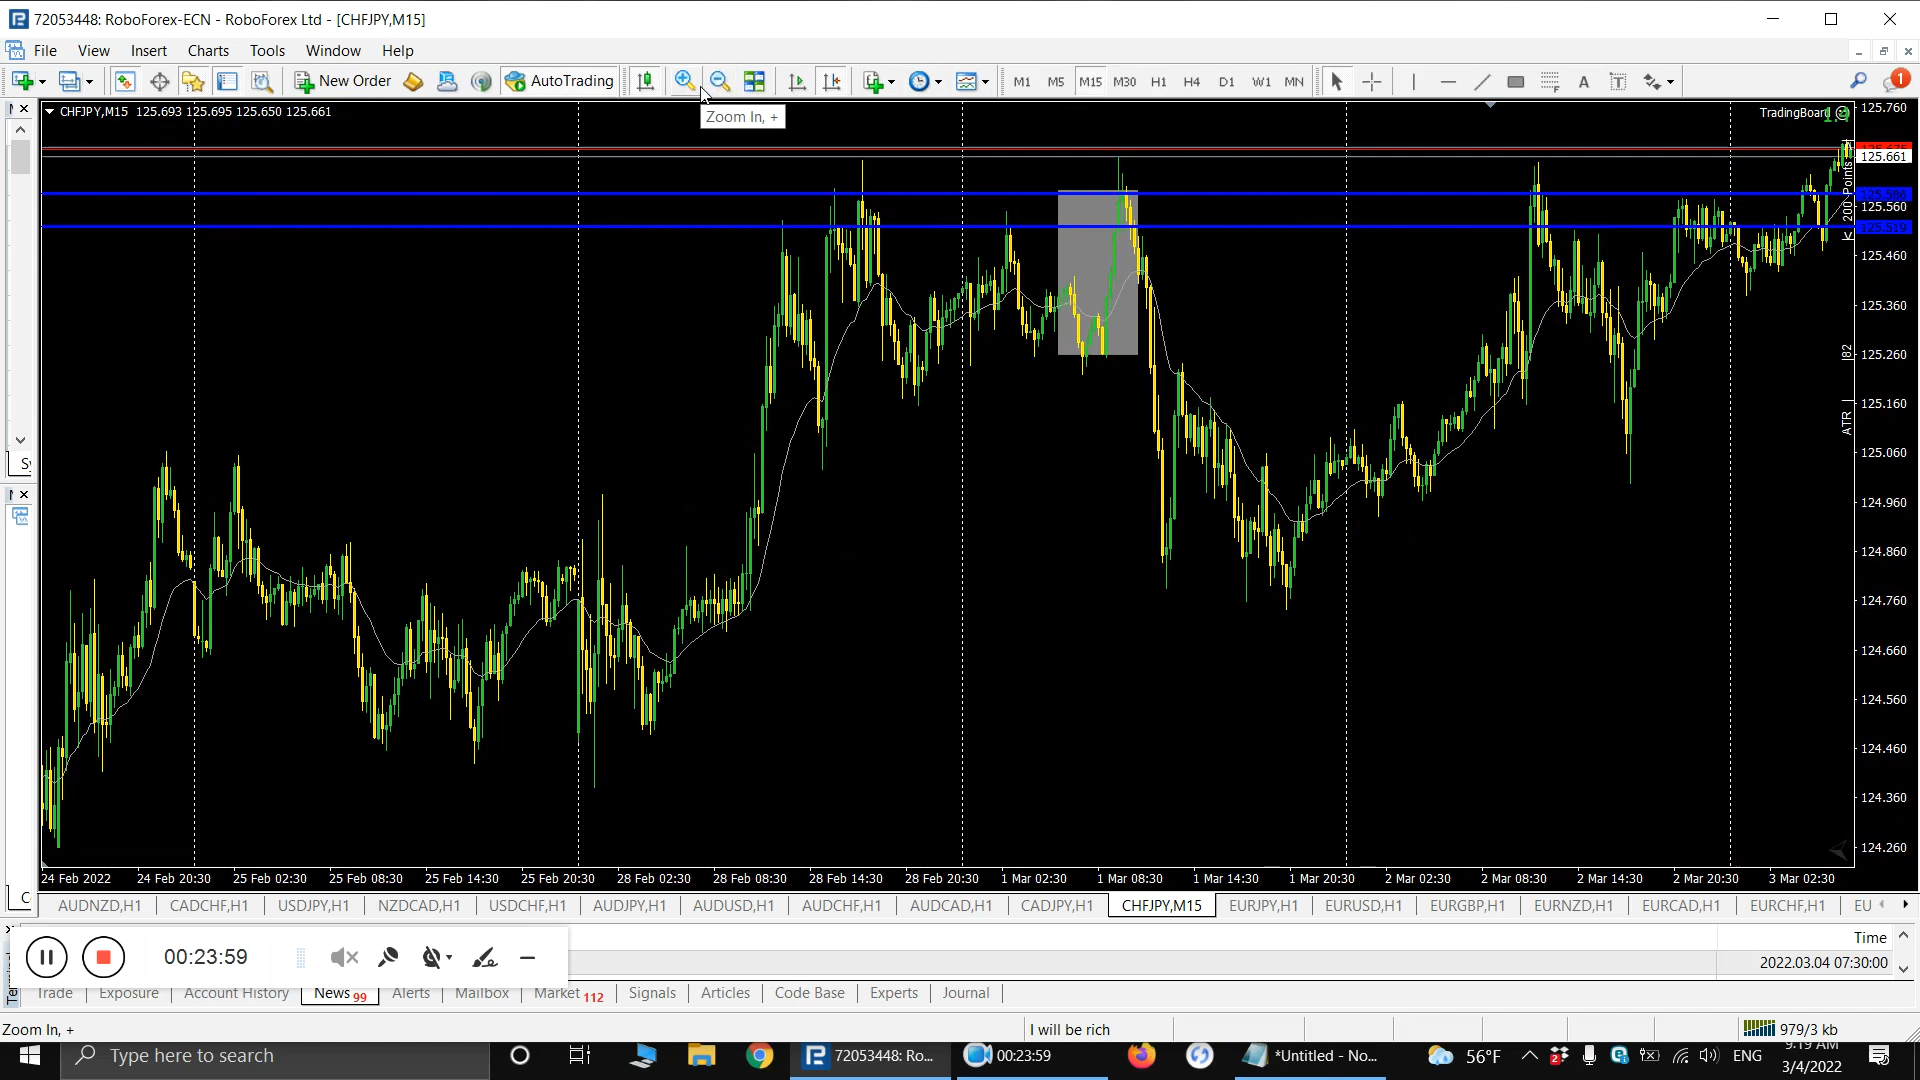 72053448: RoboForex-ECN - RoboForex Ltd - [CHFJPY,M15]
File View Insert Charts Tools Window Help
New Order AutoTrading M1 M5 M15 M30 H1 H4 D1 W1 MN 1
CHFJPY,M15 125.693 125.695 125.650 125.661
Zoom In, +
TradingBoard
125.760
125.661
125.586
125.560
125.519
125.460
125.360
125.260
125.160
125.060
124.960
124.860
124.760
124.660
124.560
124.460
124.360
124.260
200 Points
82
ATR
24 Feb 2022 24 Feb 20:30 25 Feb 02:30 25 Feb 08:30 25 Feb 14:30 25 Feb 20:30 28 Feb 02:30 28 Feb 08:30 28 Feb 14:30 28 Feb 20:30 1 Mar 02:30 1 Mar 08:30 1 Mar 14:30 1 Mar 20:30 2 Mar 02:30 2 Mar 08:30 2 Mar 14:30 2 Mar 20:30 3 Mar 02:30
AUDNZD,H1 CADCHF,H1 USDJPY,H1 NZDCAD,H1 USDCHF,H1 AUDJPY,H1 AUDUSD,H1 AUDCHF,H1 AUDCAD,H1 CADJPY,H1 CHFJPY,M15 EURJPY,H1 EURUSD,H1 EURGBP,H1 EURNZD,H1 EURCAD,H1 EURCHF,H1 EU
Time
00:23:59
2022.03.04 07:30:00
Trade Exposure Account History News 99 Alerts Mailbox Market 112 Signals Articles Code Base Experts Journal
Zoom In, + I will be rich 979/3 kb
Type here to search 72053448: Ro... 00:23:59 *Untitled - No... 56°F ENG 9:19 AM
3/4/2022